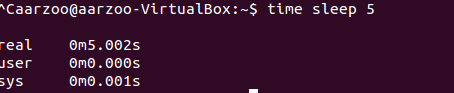 ^Caarzoo@aarzoo-VirtualBox:~$ time sleep 5
real    0m5.002s
user    0m0.000s
sys     0m0.001s